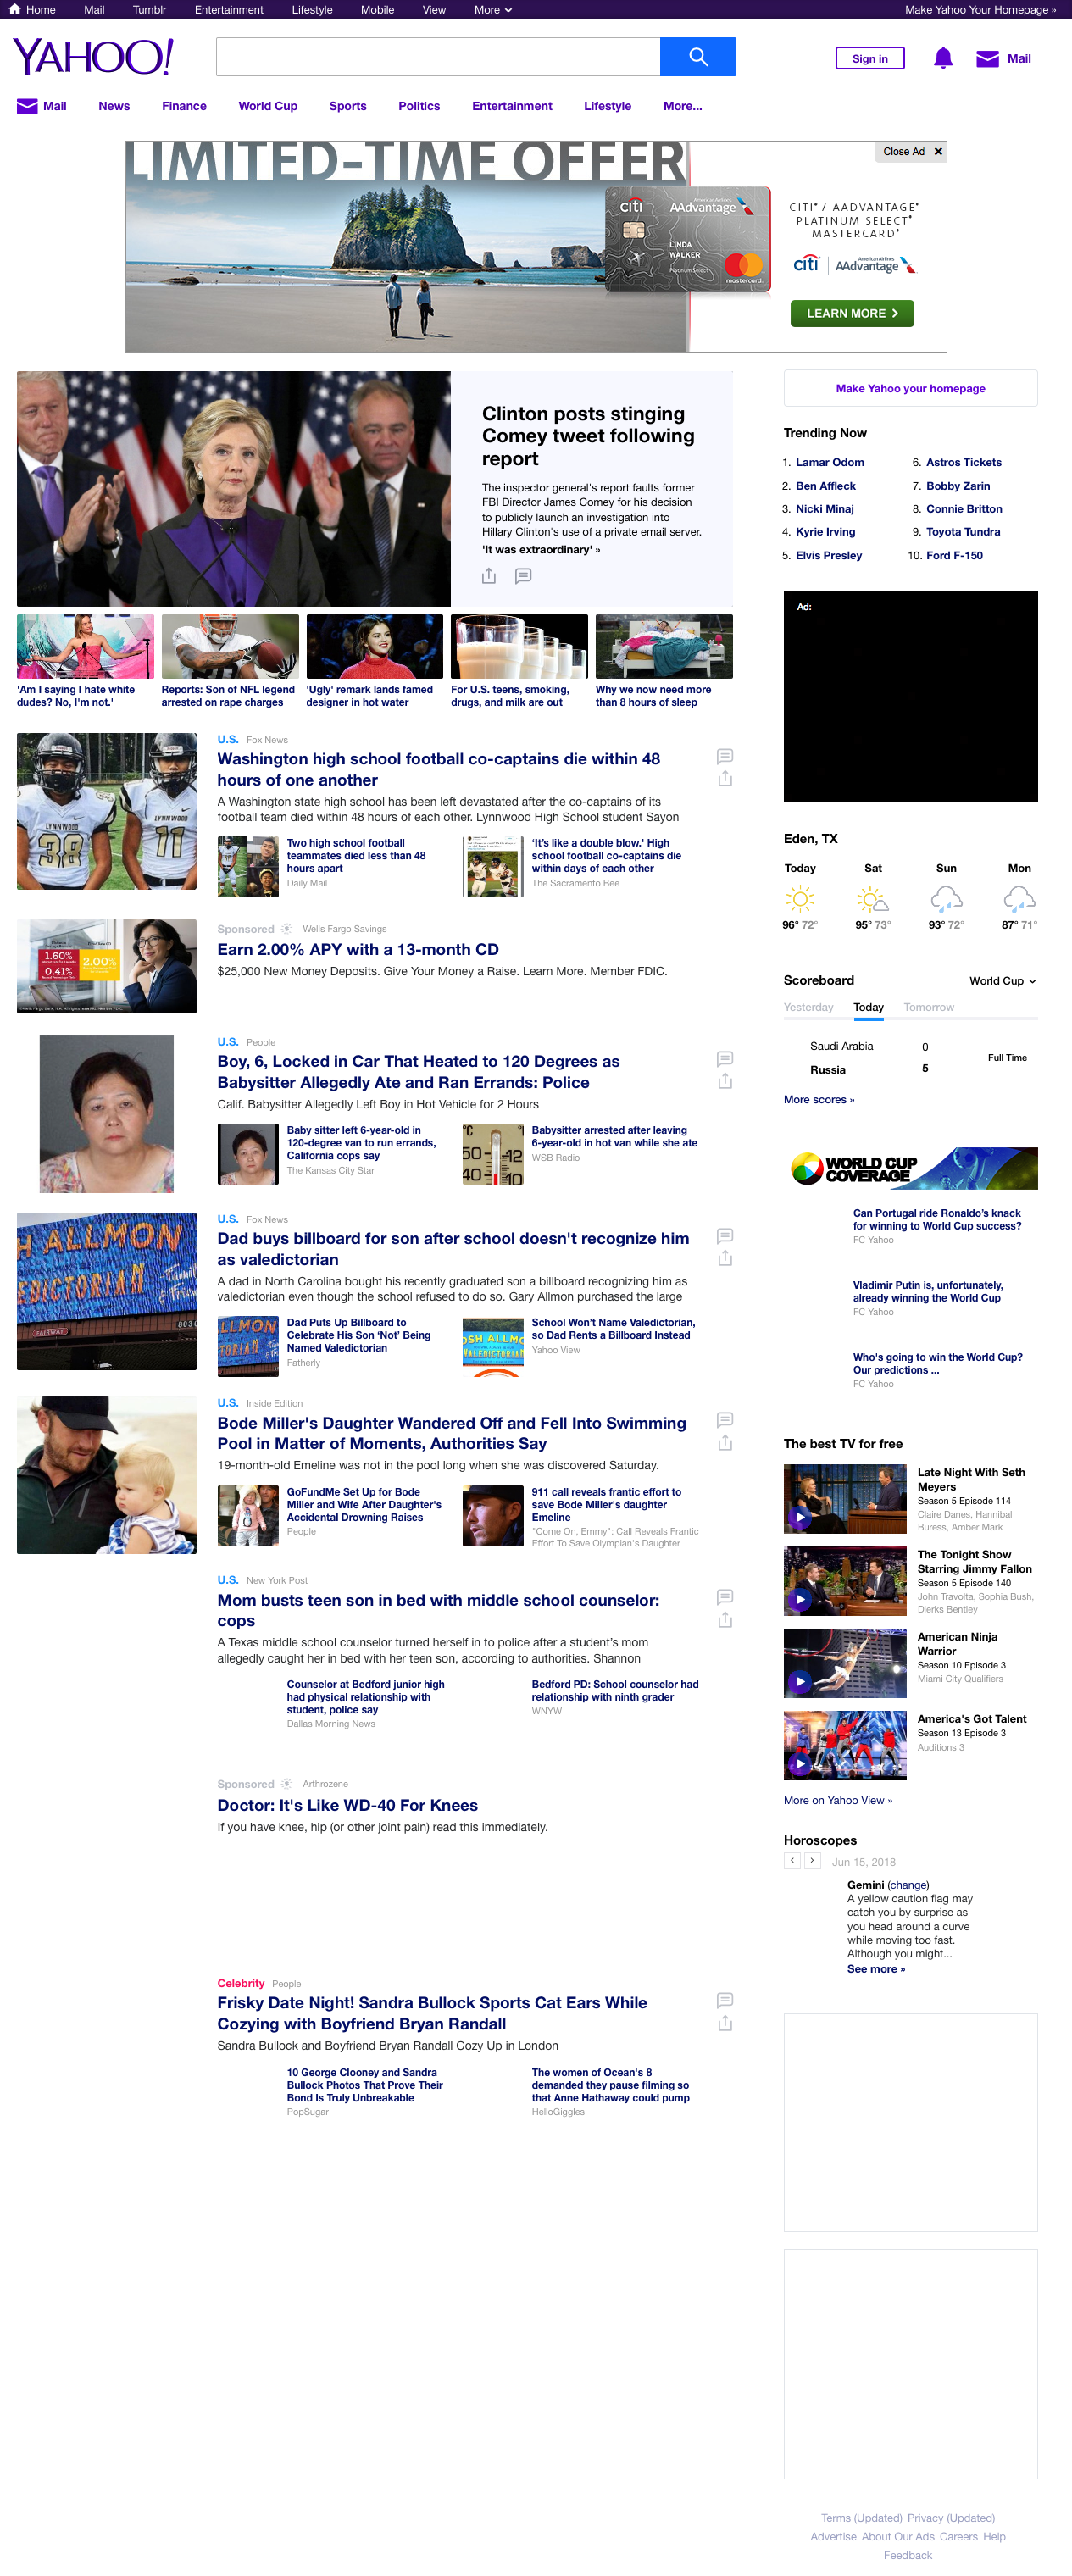 Home Mail Tumblr Entertainment Lifestyle Mobile View More Make Yahoo Your Homepage »
YAHOO!
Sign in Mail
Mail News Finance World Cup Sports Politics Entertainment Lifestyle More...
LIMITED-TIME OFFER
Close Ad ×
citi American Airlines AAdvantage
LINDA
WALKER
Platinum Select
mastercard
CITI® / AADVANTAGE®
PLATINUM SELECT®
MASTERCARD®
citi American Airlines AAdvantage
LEARN MORE
Clinton posts stinging
Comey tweet following
report
The inspector general's report faults former
FBI Director James Comey for his decision
to publicly launch an investigation into
Hillary Clinton's use of a private email server.
'It was extraordinary' »
'Am I saying I hate white
dudes? No, I'm not.'
Reports: Son of NFL legend
arrested on rape charges
'Ugly' remark lands famed
designer in hot water
For U.S. teens, smoking,
drugs, and milk are out
Why we now need more
than 8 hours of sleep
LYNNWOOD
38
LYNNWOOD
11
U.S. Fox News
Washington high school football co-captains die within 48
hours of one another
A Washington state high school has been left devastated after the co-captains of its
football team died within 48 hours of each other. Lynnwood High School student Sayon
Two high school football
teammates died less than 48
hours apart
Daily Mail
‘It’s like a double blow.' High
school football co-captains die
within days of each other
The Sacramento Bee
1.60%
0.41%
2.00%
Sponsored Wells Fargo Savings
Earn 2.00% APY with a 13-month CD
$25,000 New Money Deposits. Give Your Money a Raise. Learn More. Member FDIC.
U.S. People
Boy, 6, Locked in Car That Heated to 120 Degrees as
Babysitter Allegedly Ate and Ran Errands: Police
Calif. Babysitter Allegedly Left Boy in Hot Vehicle for 2 Hours
Baby sitter left 6-year-old in
120-degree van to run errands,
California cops say
The Kansas City Star
°C
50
40
120
10
Babysitter arrested after leaving
6-year-old in hot van while she ate
WSB Radio
H ALLMON
FAIRWAY
U.S. Fox News
Dad buys billboard for son after school doesn't recognize him
as valedictorian
A dad in North Carolina bought his recently graduated son a billboard recognizing him as
valedictorian even though the school refused to do so. Gary Allmon purchased the large
Dad Puts Up Billboard to
Celebrate His Son ‘Not’ Being
Named Valedictorian
Fatherly
OSH ALLMO
VALEDICTORIAN
School Won’t Name Valedictorian,
so Dad Rents a Billboard Instead
Yahoo View
U.S. Inside Edition
Bode Miller's Daughter Wandered Off and Fell Into Swimming
Pool in Matter of Moments, Authorities Say
19-month-old Emeline was not in the pool long when she was discovered Saturday.
GoFundMe Set Up for Bode
Miller and Wife After Daughter's
Accidental Drowning Raises
People
911 call reveals frantic effort to
save Bode Miller's daughter
Emeline
"Come On, Emmy": Call Reveals Frantic
Effort To Save Olympian's Daughter
U.S. New York Post
Mom busts teen son in bed with middle school counselor:
cops
A Texas middle school counselor turned herself in to police after a student’s mom
allegedly caught her in bed with her teen son, according to authorities. Shannon
Counselor at Bedford junior high
had physical relationship with
student, police say
Dallas Morning News
Bedford PD: School counselor had
relationship with ninth grader
WNYW
Sponsored Arthrozene
Doctor: It's Like WD-40 For Knees
If you have knee, hip (or other joint pain) read this immediately.
Celebrity People
Frisky Date Night! Sandra Bullock Sports Cat Ears While
Cozying with Boyfriend Bryan Randall
Sandra Bullock and Boyfriend Bryan Randall Cozy Up in London
10 George Clooney and Sandra
Bullock Photos That Prove Their
Bond Is Truly Unbreakable
PopSugar
The women of Ocean's 8
demanded they pause filming so
that Anne Hathaway could pump
HelloGiggles
Make Yahoo your homepage
Trending Now
1. Lamar Odom
2. Ben Affleck
3. Nicki Minaj
4. Kyrie Irving
5. Elvis Presley
6. Astros Tickets
7. Bobby Zarin
8. Connie Britton
9. Toyota Tundra
10. Ford F-150
Ad:
Eden, TX
Today Sat Sun Mon
96° 72° 95° 73° 93° 72° 87° 71°
Scoreboard World Cup
Yesterday Today Tomorrow
Saudi Arabia 0
Russia 5
Full Time
More scores »
WORLD CUP
COVERAGE
Can Portugal ride Ronaldo’s knack
for winning to World Cup success?
FC Yahoo
Vladimir Putin is, unfortunately,
already winning the World Cup
FC Yahoo
Who's going to win the World Cup?
Our predictions ...
FC Yahoo
The best TV for free
Late Night With Seth
Meyers
Season 5 Episode 114
Claire Danes, Hannibal
Buress, Amber Mark
The Tonight Show
Starring Jimmy Fallon
Season 5 Episode 140
John Travolta, Sophia Bush,
Dierks Bentley
American Ninja
Warrior
Season 10 Episode 3
Miami City Qualifiers
America's Got Talent
Season 13 Episode 3
Auditions 3
More on Yahoo View »
Horoscopes
Jun 15, 2018
Gemini (change)
A yellow caution flag may
catch you by surprise as
you head around a curve
while moving too fast.
Although you might...
See more »
Terms (Updated) Privacy (Updated)
Advertise About Our Ads Careers Help
Feedback